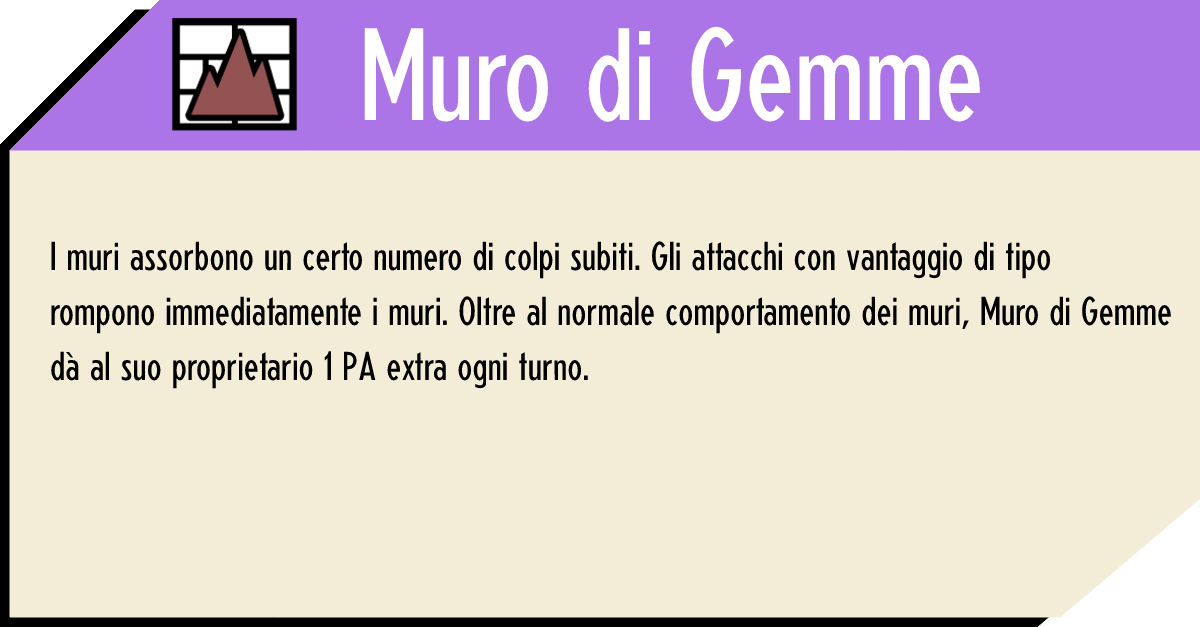 Muro di Gemme
I muri assorbono un certo numero di colpi subiti. Gli attacchi con vantaggio di tipo
rompono immediatamente i muri. Oltre al normale comportamento dei muri, Muro di Gemme
dà al suo proprietario 1 PA extra ogni turno.